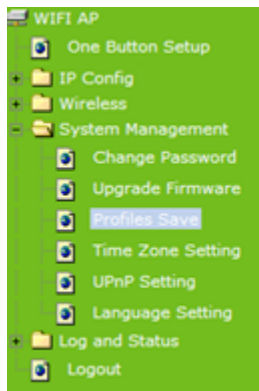 WIFI AP
One Button Setup
IP Config
Wireless
System Management
Change Password
Upgrade Firmware
Profiles Save
Time Zone Setting
UPnP Setting
Language Setting
Log and Status
Logout